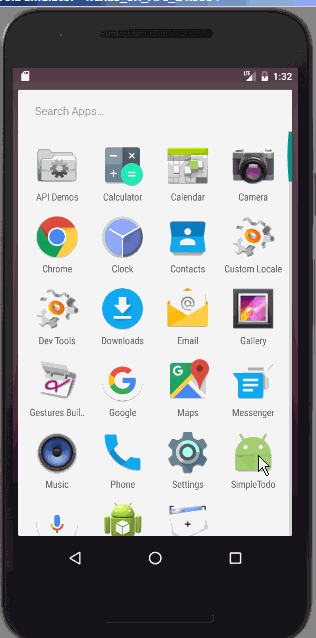 LTE 1:32
Search Apps...
API Demos Calculator Calendar Camera
Chrome Clock Contacts Custom Locale
Dev Tools Downloads Email Gallery
Gestures Buil.. Google Maps Messenger
Music Phone Settings SimpleTodo